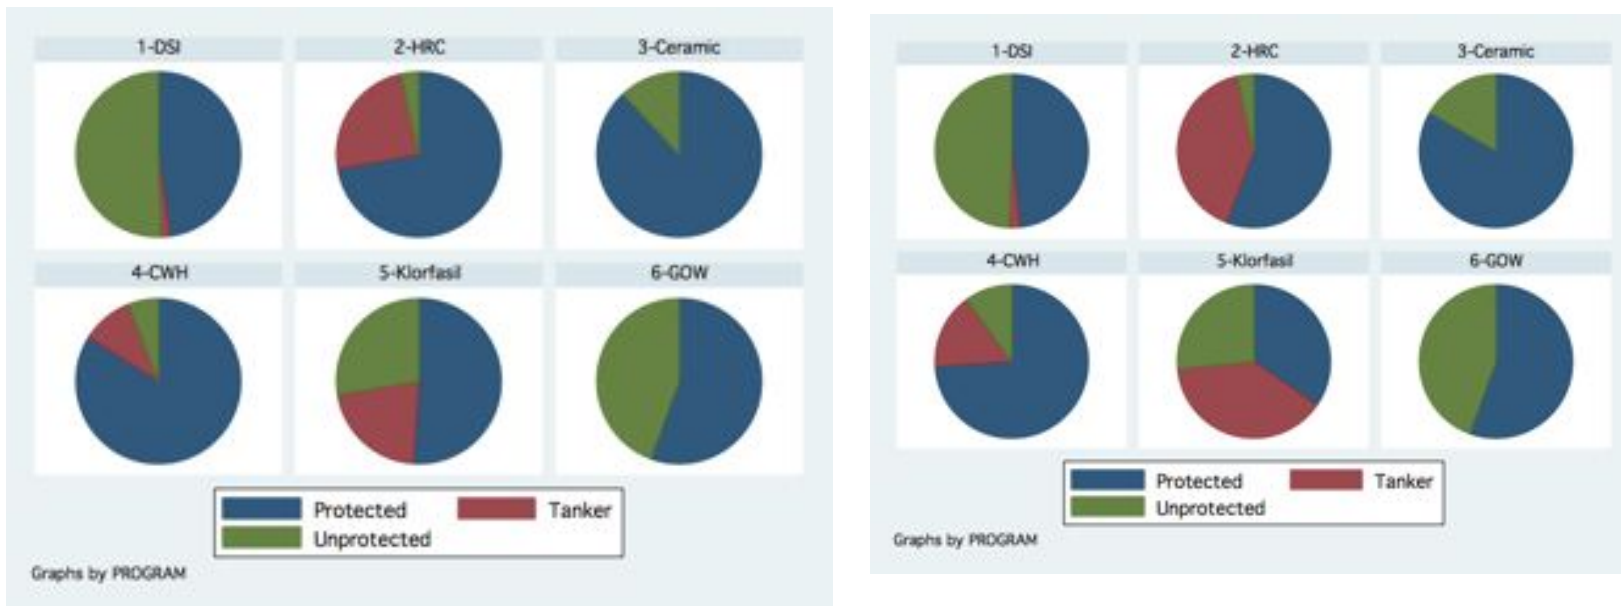 1-DSI 2-HRC 3-Ceramic
4-CWH 5-Klorfasil 6-GOW
Protected Tanker
Unprotected
Graphs by PROGRAM
1-DSI 2-HRC 3-Ceramic
4-CWH 5-Klorfasil 6-GOW
Protected Tanker
Unprotected
Graphs by PROGRAM